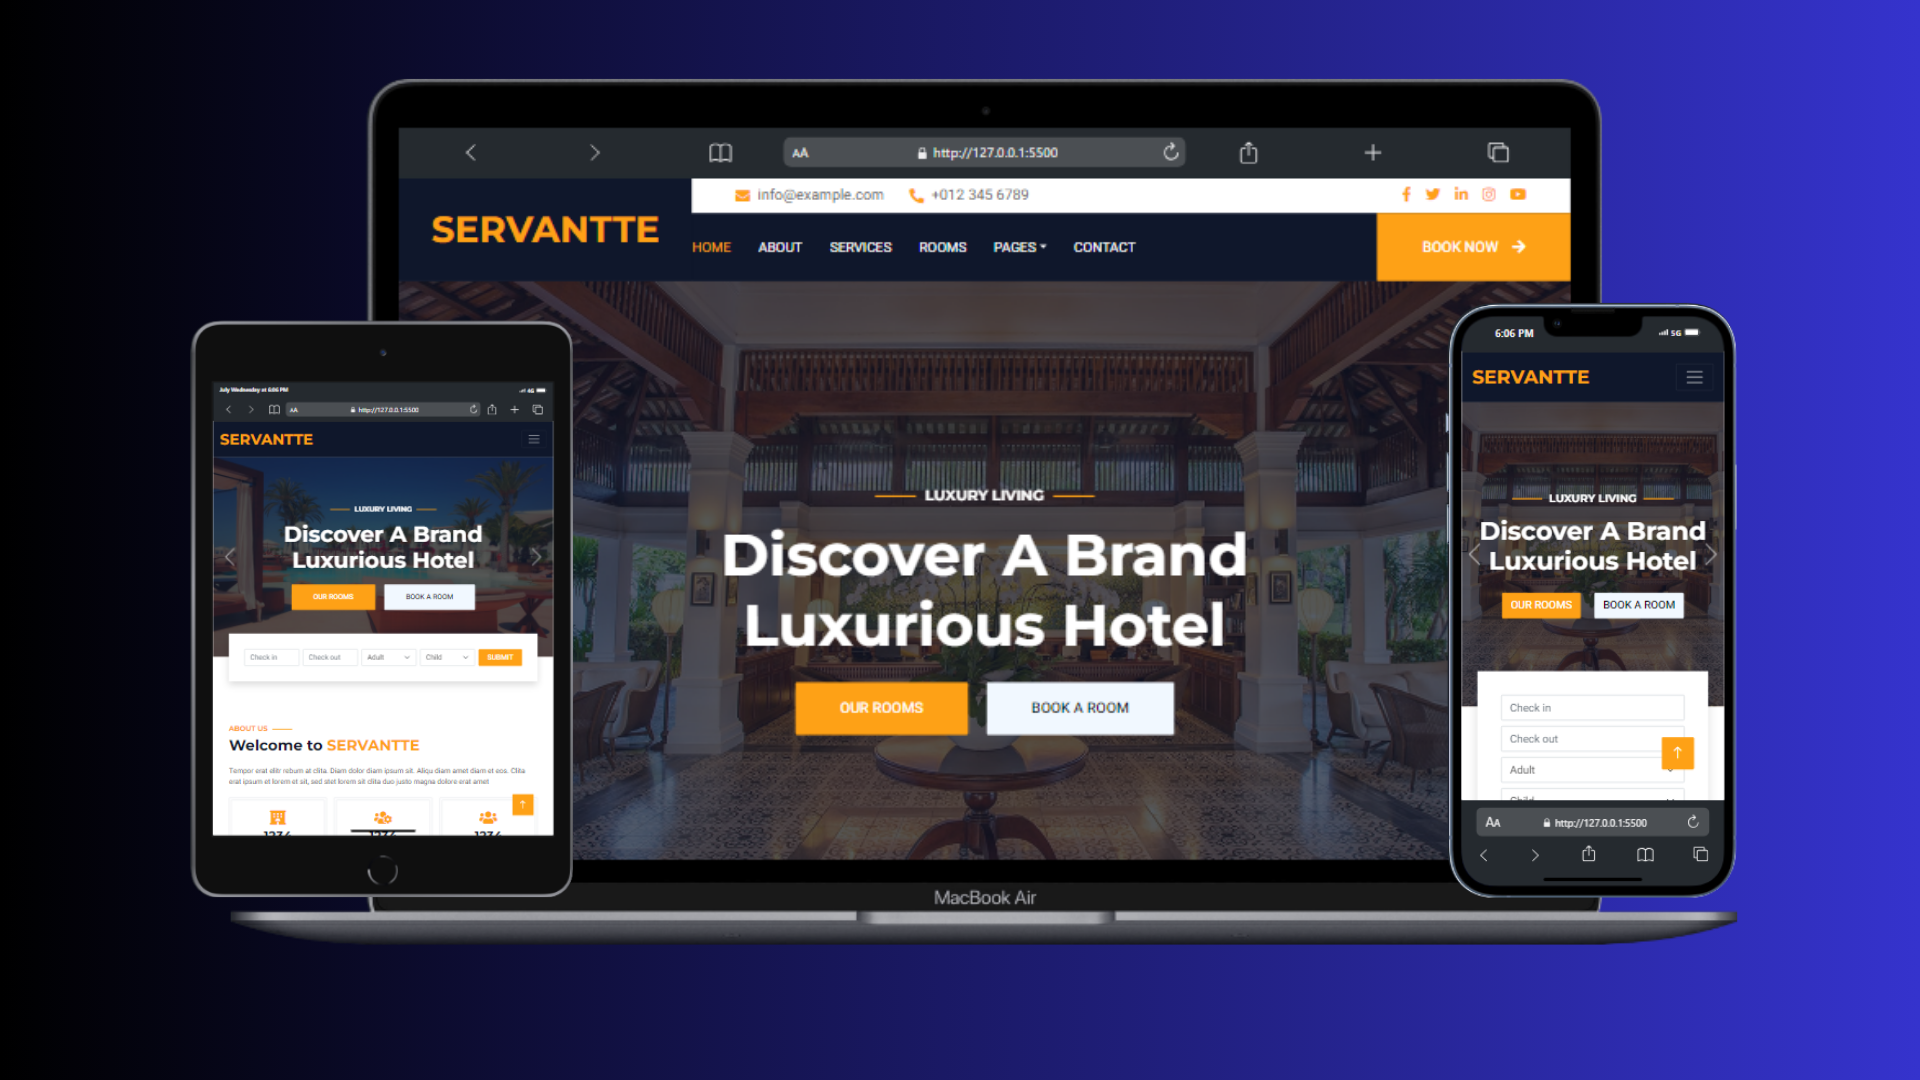 AA http://127.0.0.1:5500
info@example.com +012 345 6789
SERVANTTE
HOME ABOUT SERVICES ROOMS PAGES CONTACT
BOOK NOW
LUXURY LIVING
Discover A Brand
Luxurious Hotel
OUR ROOMS BOOK A ROOM
MacBook Air
July Wednesday at 6:06 PM 4G
AA http://127.0.0.1:5500
SERVANTTE
LUXURY LIVING
Discover A Brand
Luxurious Hotel
OUR ROOMS BOOK A ROOM
Check in Check out Adult Child SUBMIT
ABOUT US
Welcome to SERVANTTE
Tempor erat elitr rebum at clita. Diam dolor diam ipsum sit. Aliqu diam amet diam et eos. Clita
erat ipsum et lorem et sit, sed stet lorem sit clita duo justo magna dolore erat amet
1234 1234 1234
6:06 PM 5G
SERVANTTE
LUXURY LIVING
Discover A Brand
Luxurious Hotel
OUR ROOMS BOOK A ROOM
Check in
Check out
Adult
Child
AA http://127.0.0.1:5500